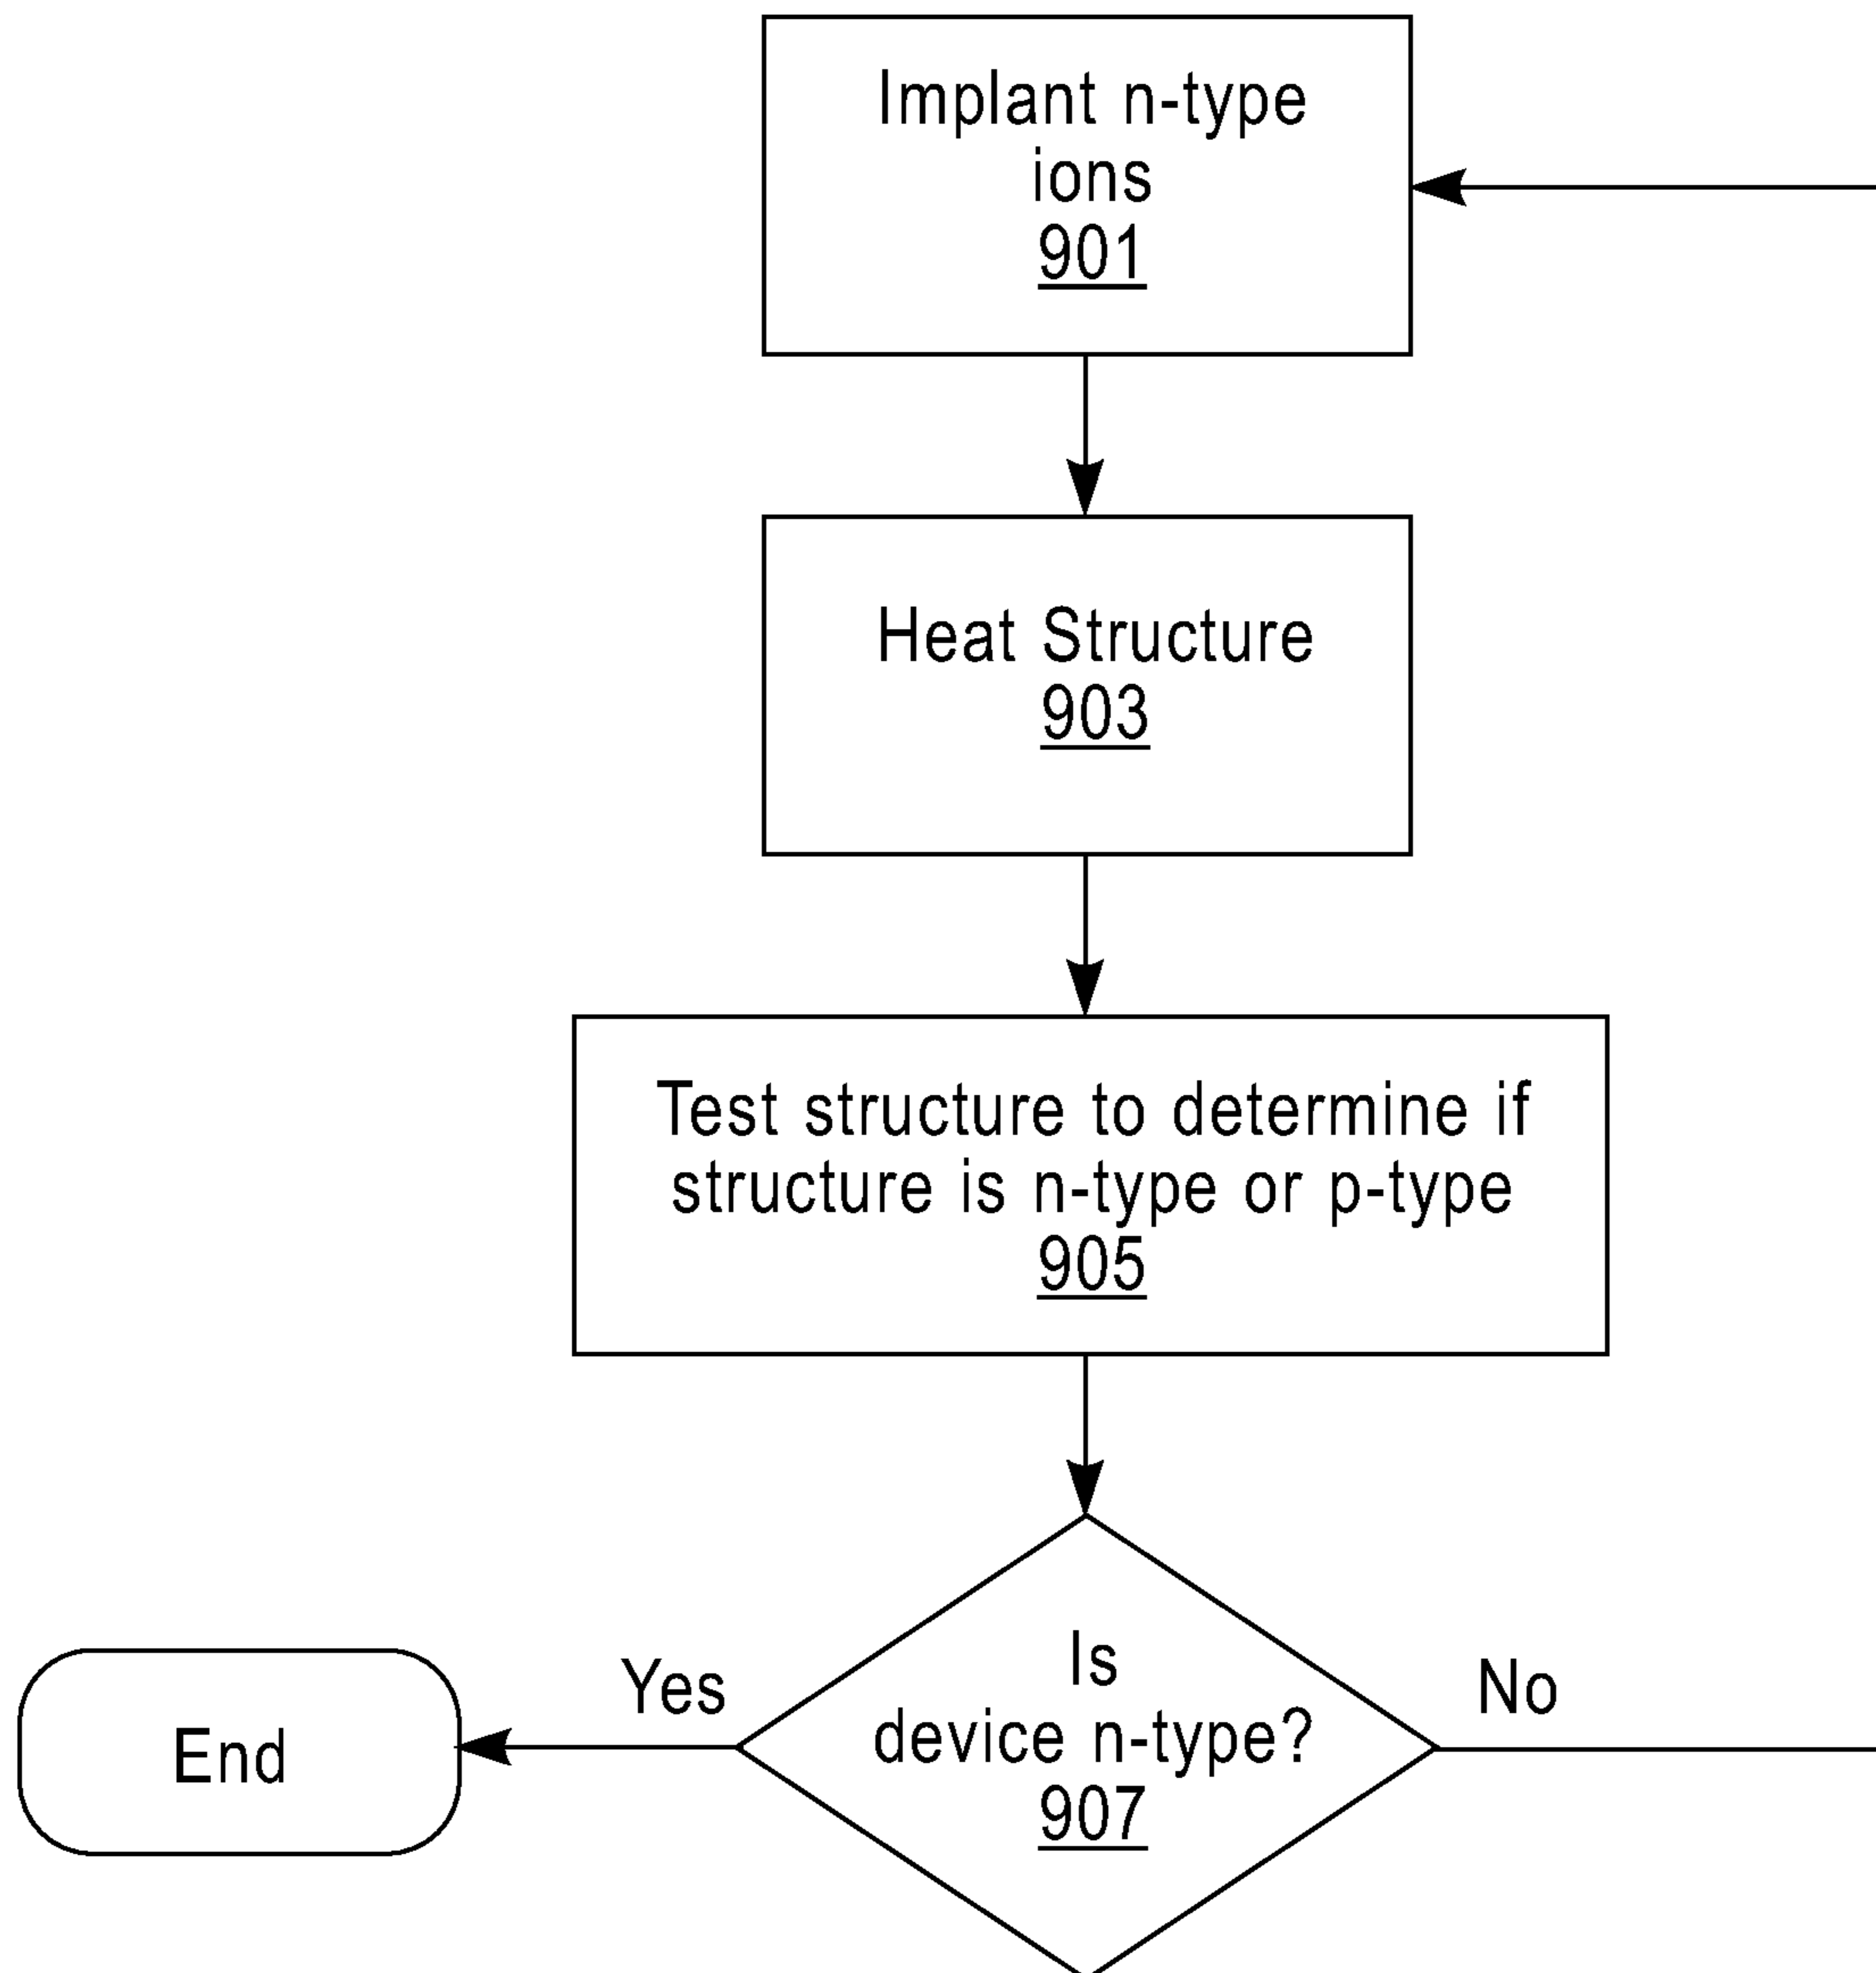 Implant n-type
ions
901
Heat Structure
903
Test structure to determine if
structure is n-type or p-type
905
Is
device n-type?
907
Yes
No
End